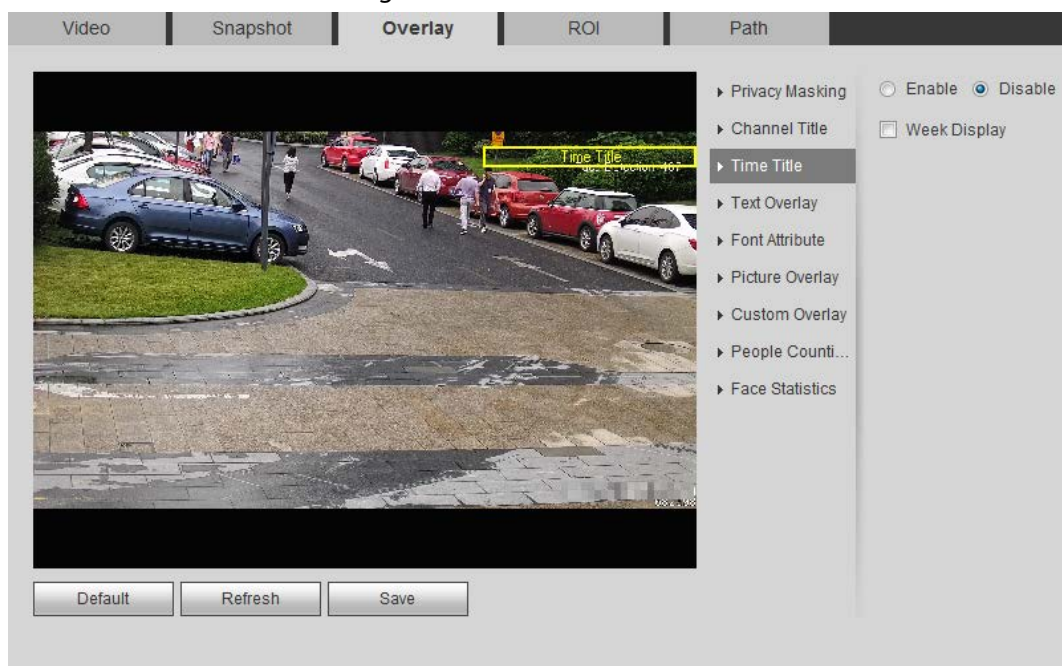 Video Snapshot Overlay ROI Path
Privacy Masking
Enable Disable
Channel Title
Week Display
Time Title
Time Title
Text Overlay
Font Attribute
Picture Overlay
Custom Overlay
People Counti...
Face Statistics
Default Refresh Save